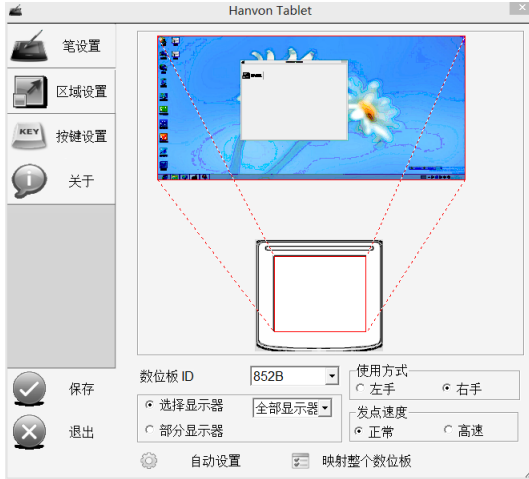 Hanvon Tablet
笔设置
区域设置
KEY
按键设置
关于
保存
退出
数位板 ID
852B
使用方式
左手
右手
选择显示器
全部显示器
部分显示器
发点速度
正常
高速
自动设置
映射整个数位板